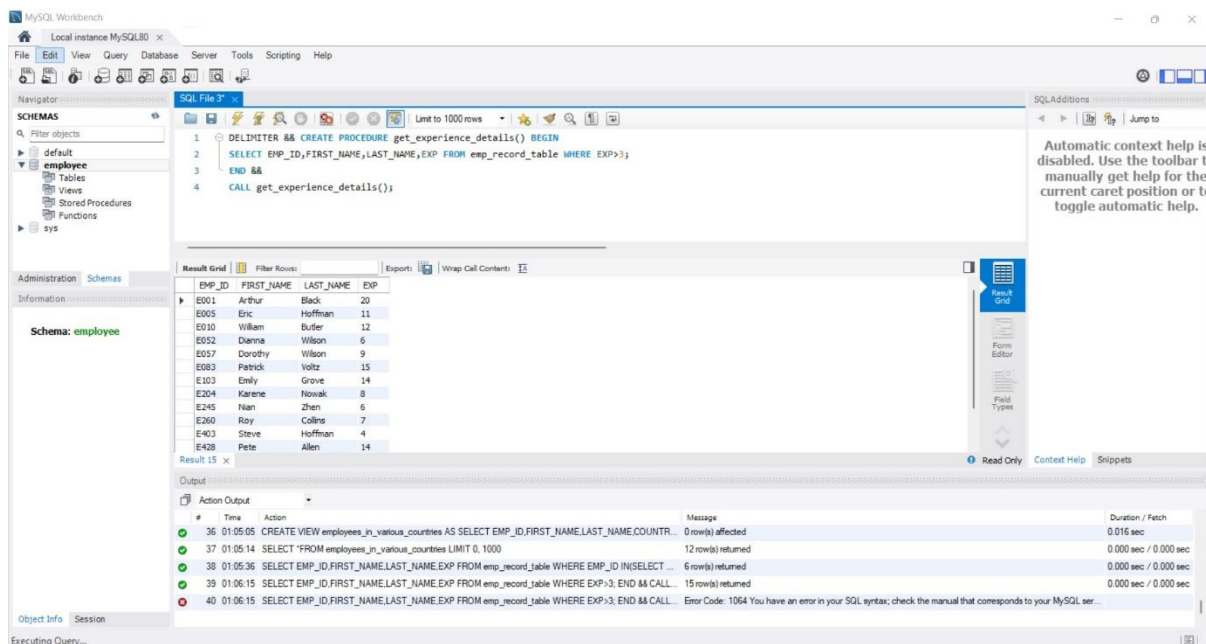 MySQL Workbench
Local instance MySQL80
File Edit View Query Database Server Tools Scripting Help
Navigator
SCHEMAS
Filter objects
default
employee
Tables
Views
Stored Procedures
Functions
sys
Administration Schemas
Information
Schema: employee
Object Info Session
Executing Query...
SQL File 3*
Limit to 1000 rows
1 DELIMITER && CREATE PROCEDURE get_experience_details() BEGIN
2 SELECT EMP_ID,FIRST_NAME,LAST_NAME,EXP FROM emp_record_table WHERE EXP>3;
3 END &&
4 CALL get_experience_details();
Result Grid Filter Rows: Export: Wrap Cell Content:
EMP_ID FIRST_NAME LAST_NAME EXP
E001 Arthur Black 20
E005 Eric Hoffman 11
E010 William Butler 12
E052 Dianna Wilson 6
E057 Dorothy Wilson 9
E083 Patrick Voltz 15
E103 Emily Grove 14
E204 Karene Nowak 8
E245 Nian Zhen 6
E260 Roy Collins 7
E403 Steve Hoffman 4
E428 Pete Allen 14
Result Grid
Form Editor
Field Types
Result 15
Read Only
Output
Action Output
# Time Action Message Duration / Fetch
36 01:05:05 CREATE VIEW employees_in_various_countries AS SELECT EMP_ID,FIRST_NAME,LAST_NAME,COUNTR... 0 row(s) affected 0.016 sec
37 01:05:14 SELECT *FROM employees_in_various_countries LIMIT 0, 1000 12 row(s) returned 0.000 sec / 0.000 sec
38 01:05:36 SELECT EMP_ID,FIRST_NAME,LAST_NAME,EXP FROM emp_record_table WHERE EMP_ID IN(SELECT ... 6 row(s) returned 0.000 sec / 0.000 sec
39 01:06:15 SELECT EMP_ID,FIRST_NAME,LAST_NAME,EXP FROM emp_record_table WHERE EXP>3; END && CALL... 15 row(s) returned 0.000 sec / 0.000 sec
40 01:06:15 SELECT EMP_ID,FIRST_NAME,LAST_NAME,EXP FROM emp_record_table WHERE EXP>3; END && CALL... Error Code: 1064 You have an error in your SQL syntax; check the manual that corresponds to your MySQL ser...
SQLAdditions
Jump to
Automatic context help is
disabled. Use the toolbar t
manually get help for the
current caret position or t
toggle automatic help.
Context Help Snippets